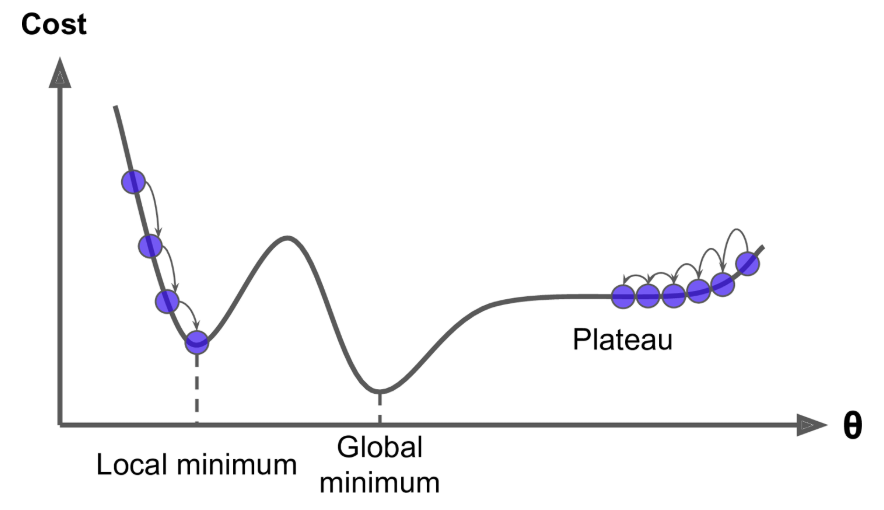 Cost
Plateau
θ
Local minimum
Global
minimum